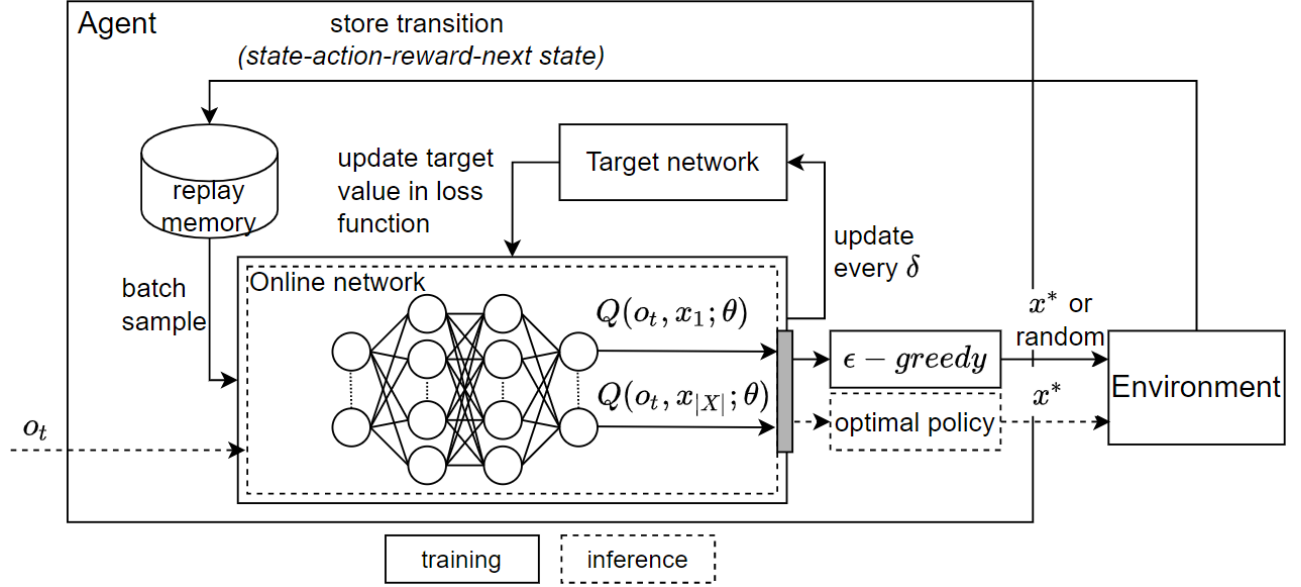 Agent
store transition
(state-action-reward-next state)
replay
memory
update target
value in loss
function
Target network
update
every δ
batch
sample
Online network
Q(o_t, x_1; θ)
Q(o_t, x_{|X|}; θ)
o_t
ϵ − greedy
optimal policy
x* or
random
x*
Environment
training
inference